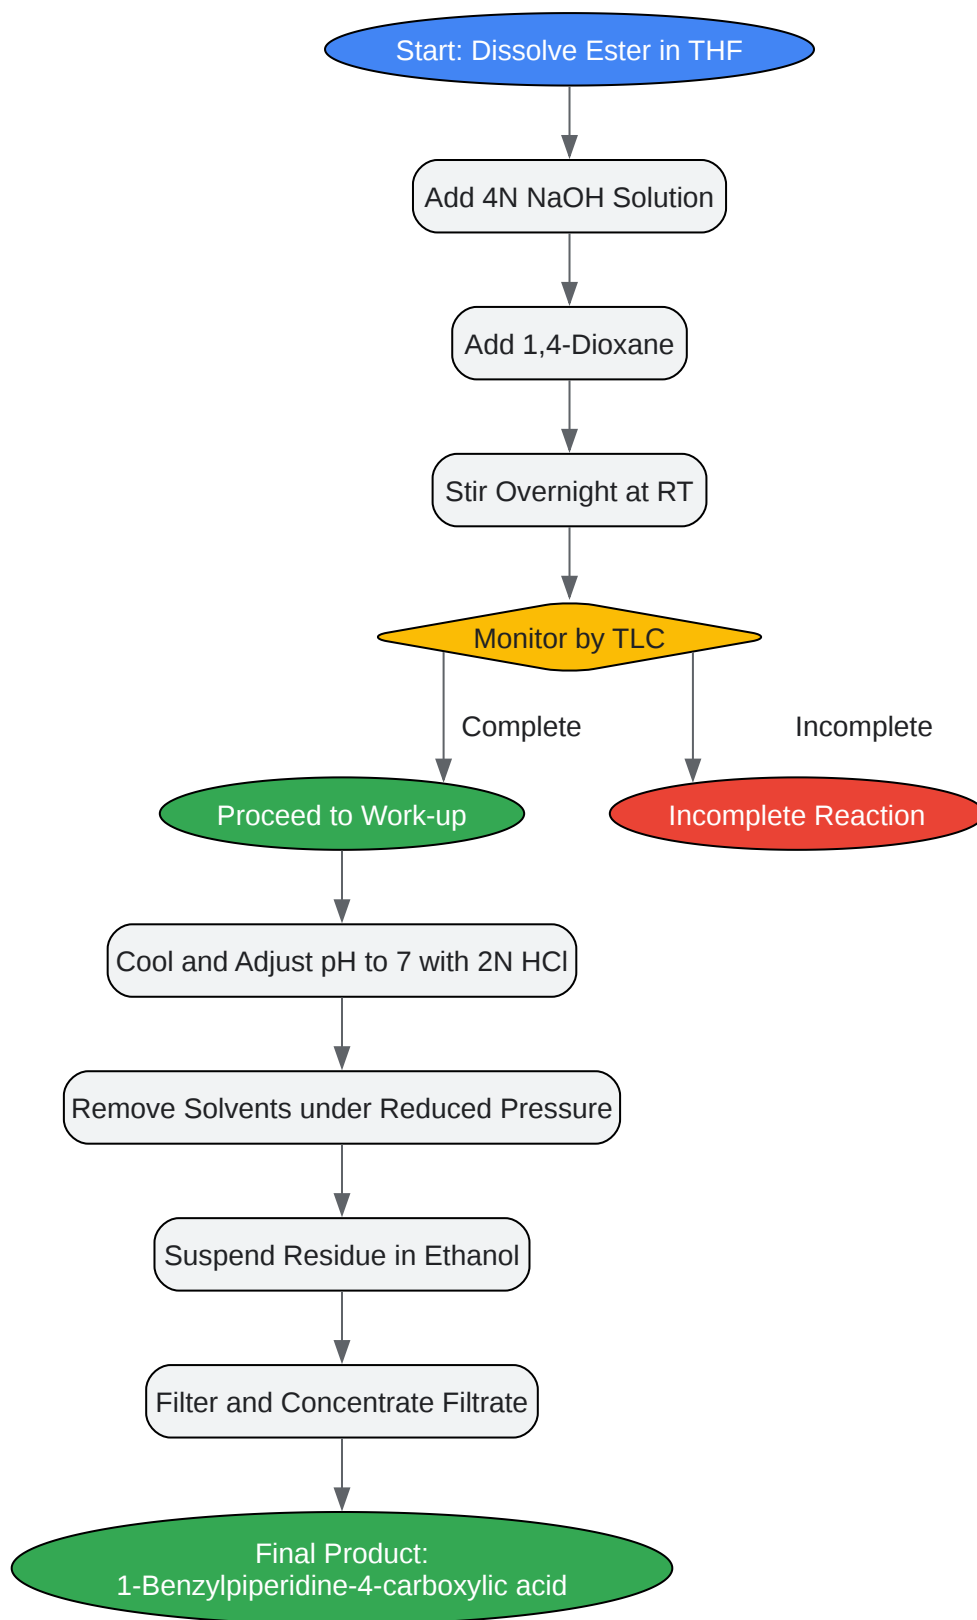 Start: Dissolve Ester in THF
Add 4N NaOH Solution
Add 1,4-Dioxane
Stir Overnight at RT
Monitor by TLC
Complete
Incomplete
Proceed to Work-up
Incomplete Reaction
Cool and Adjust pH to 7 with 2N HCl
Remove Solvents under Reduced Pressure
Suspend Residue in Ethanol
Filter and Concentrate Filtrate
Final Product:
1-Benzylpiperidine-4-carboxylic acid